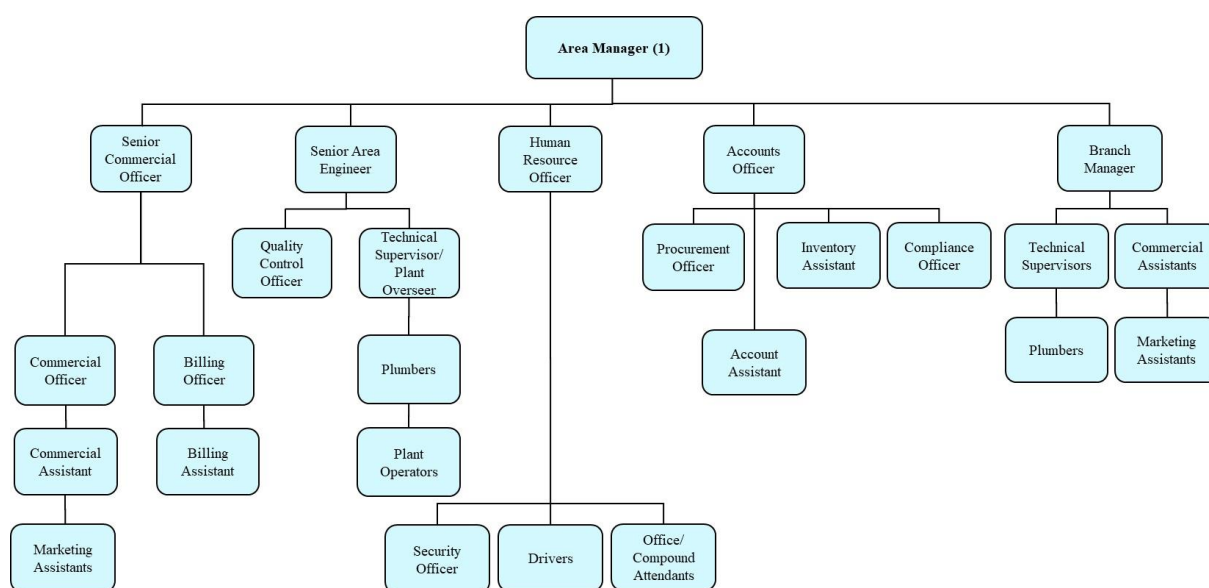 Area Manager (1)
Senior
Commercial
Officer
Senior Area
Engineer
Human
Resource
Officer
Accounts
Officer
Branch
Manager
Quality
Control
Officer
Technical
Supervisor/
Plant
Overseer
Procurement
Officer
Inventory
Assistant
Compliance
Officer
Technical
Supervisors
Commercial
Assistants
Commercial
Officer
Billing
Officer
Plumbers
Account
Assistant
Plumbers
Marketing
Assistants
Commercial
Assistant
Billing
Assistant
Plant
Operators
Marketing
Assistants
Security
Officer
Drivers
Office/
Compound
Attendants